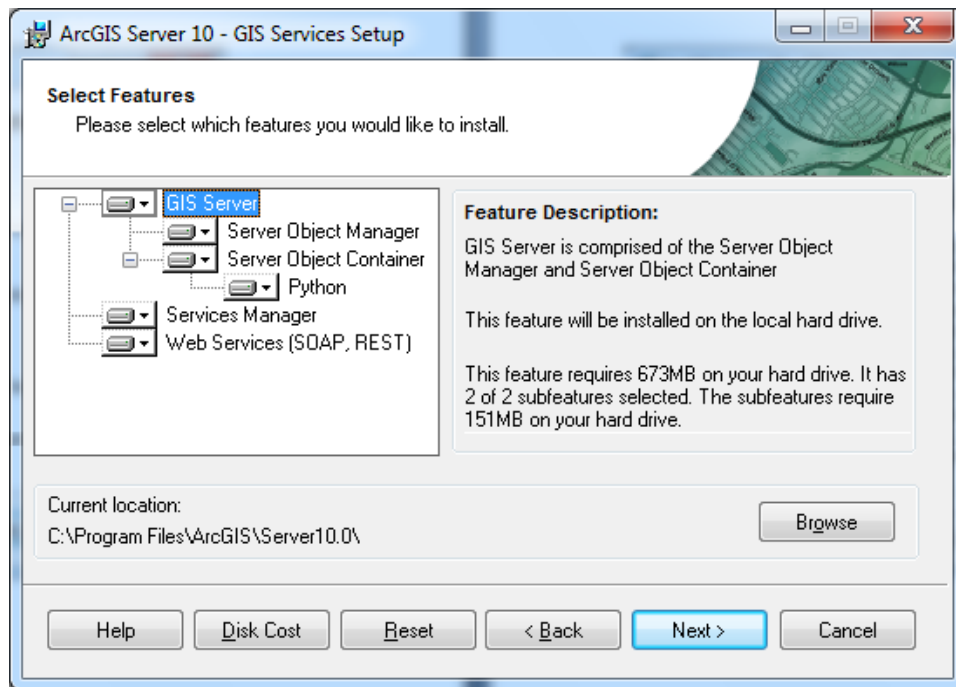 ArcGIS Server 10 - GIS Services Setup
Select Features
Please select which features you would like to install.
GIS Server
Server Object Manager
Server Object Container
Python
Services Manager
Web Services (SOAP, REST)
Feature Description:
GIS Server is comprised of the Server Object
Manager and Server Object Container
This feature will be installed on the local hard drive.
This feature requires 673MB on your hard drive. It has
2 of 2 subfeatures selected. The subfeatures require
151MB on your hard drive.
Current location:
C:\Program Files\ArcGIS\Server10.0\
Browse
Help
Disk Cost
Reset
< Back
Next >
Cancel